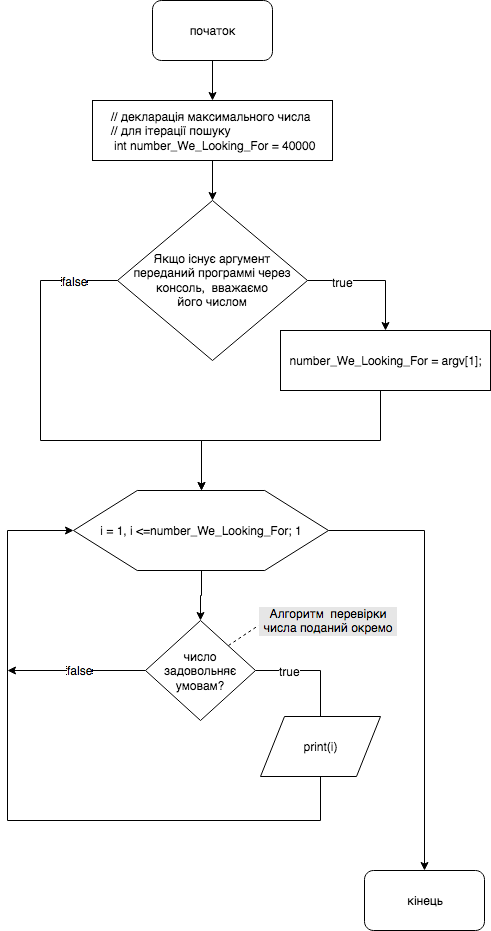 початок
// декларація максимального числа
// для ітерації пошуку
int number_We_Looking_For = 40000
Якщо існує аргумент
переданий программі через
консоль, вважаємо
його числом
false
true
number_We_Looking_For = argv[1];
i = 1, i <=number_We_Looking_For; 1
Алгоритм перевірки
числа поданий окремо
число
задовольняє
умовам?
false
true
print(i)
кінець